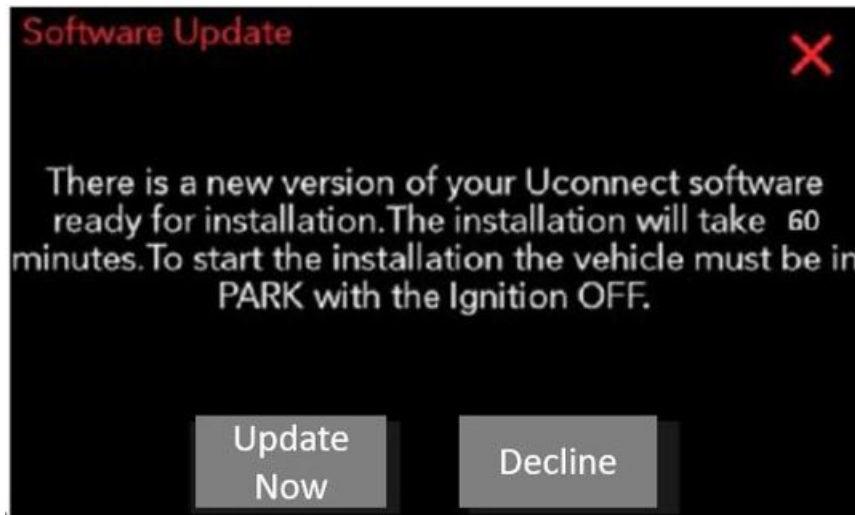 Software Update
There is a new version of your Uconnect software
ready for installation.The installation will take 60
minutes.To start the installation the vehicle must be in
PARK with the Ignition OFF.
Update
Now
Decline